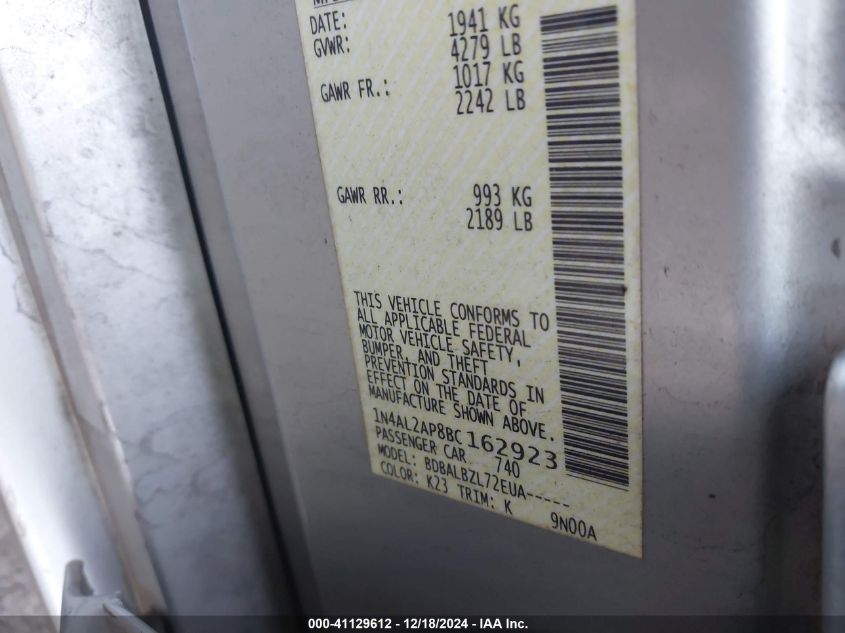 DATE: 1941 KG
GVWR: 4279 LB
GAWR FR.: 1017 KG
2242 LB
GAWR RR.: 993 KG
2189 LB
THIS VEHICLE CONFORMS TO
ALL APPLICABLE FEDERAL
MOTOR VEHICLE SAFETY,
BUMPER, AND THEFT
PREVENTION STANDARDS IN
EFFECT ON THE DATE OF
MANUFACTURE SHOWN ABOVE.
1N4AL2AP8BC162923
PASSENGER CAR 740
MODEL: BDBALBZL72EUA-----
COLOR: K23 TRIM: K 9N00A
000-41129612 - 12/18/2024 - IAA Inc.